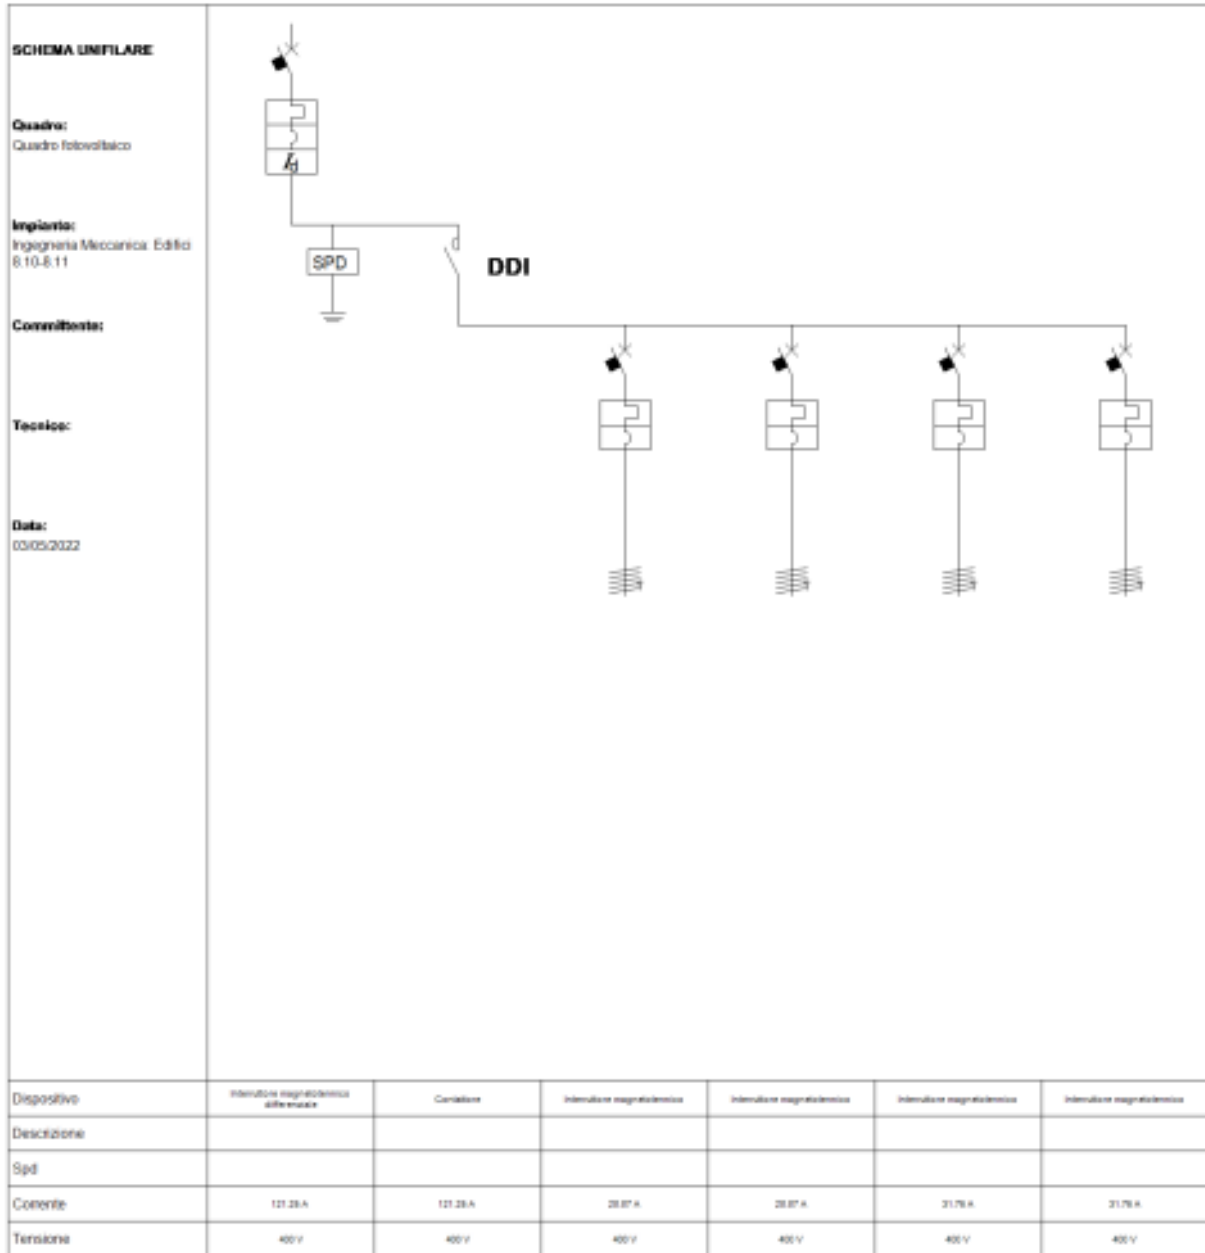 SCHEMA UNIFILARE
Quadro:
Quadro fotovoltaico
Impianto:
Ingegneria Meccanica: Edifici
8.10-8.11
Committente:
Tecnico:
Data:
03/05/2022
Id
SPD
DDI
Dispositivo
Interruttore magnetotermico
differenziale
Contattore
Interruttore magnetotermico
Interruttore magnetotermico
Interruttore magnetotermico
Interruttore magnetotermico
Descrizione
Spd
Corrente
Tensione
400 V
400 V
400 V
400 V
400 V
400 V